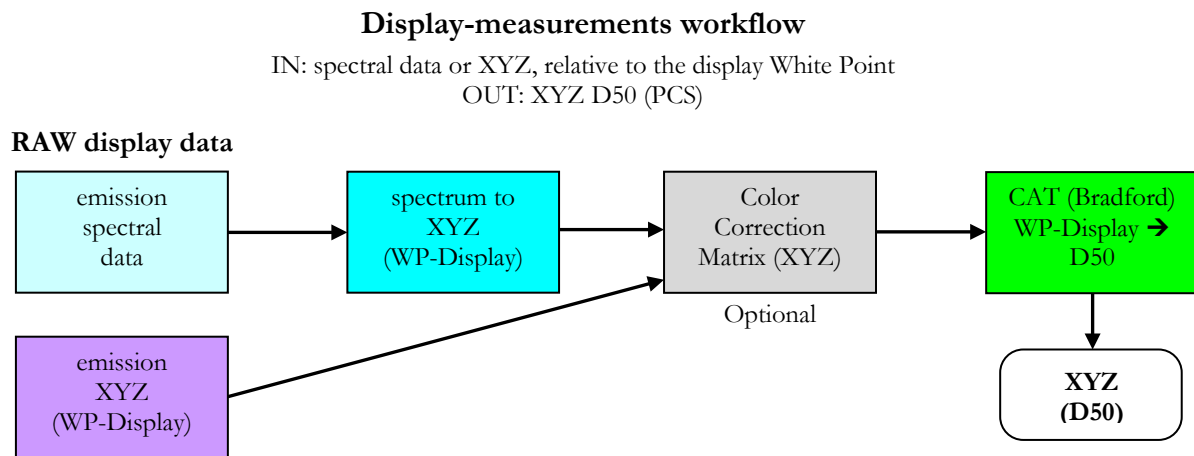 Display-measurements workflow
IN: spectral data or XYZ, relative to the display White Point
OUT: XYZ D50 (PCS)
RAW display data
emission
spectral
data
spectrum to
XYZ
(WP-Display)
Color
Correction
Matrix (XYZ)
Optional
CAT (Bradford)
WP-Display ➔
D50
emission
XYZ
(WP-Display)
XYZ
(D50)